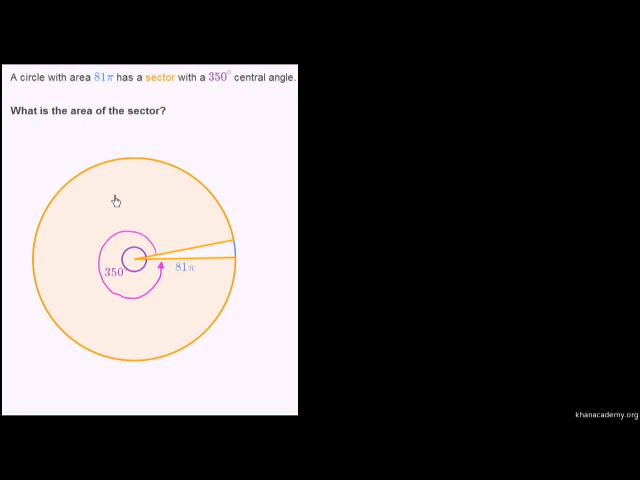 A circle with area 81π has a sector with a 350° central angle.
What is the area of the sector?
350°
81π
khanacademy.org